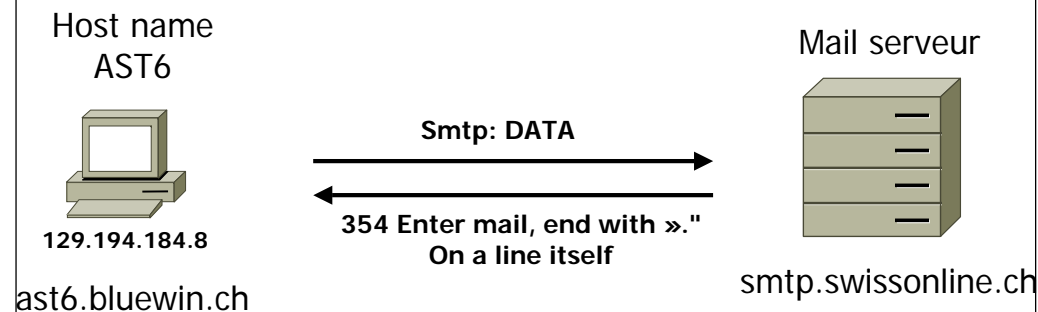 Host name
AST6
Mail serveur
Smtp: DATA
354 Enter mail, end with »."
On a line itself
129.194.184.8
ast6.bluewin.ch
smtp.swissonline.ch